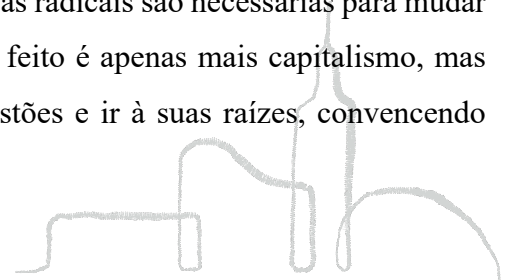 as radicais são necessárias para mudar
feito é apenas mais capitalismo, mas
stões e ir à suas raízes, convencendo